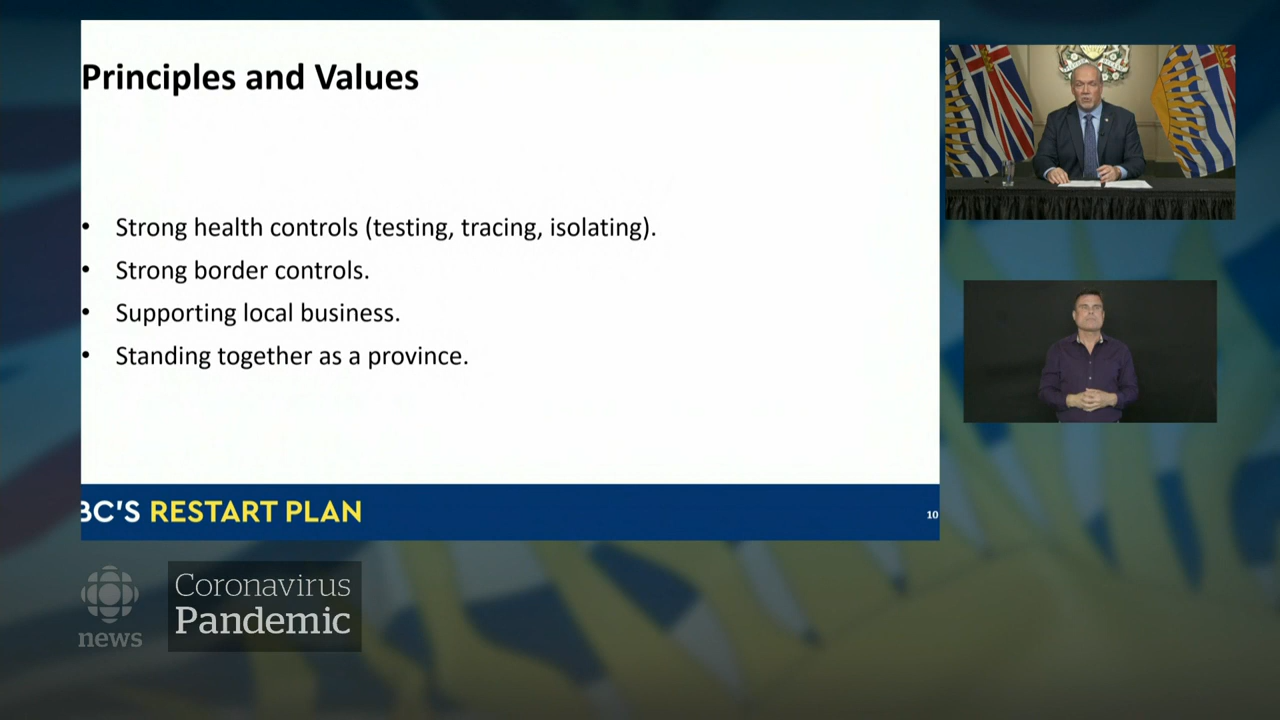 Principles and Values
• Strong health controls (testing, tracing, isolating).
• Strong border controls.
• Supporting local business.
• Standing together as a province.
BC'S RESTART PLAN
10
news
Coronavirus
Pandemic